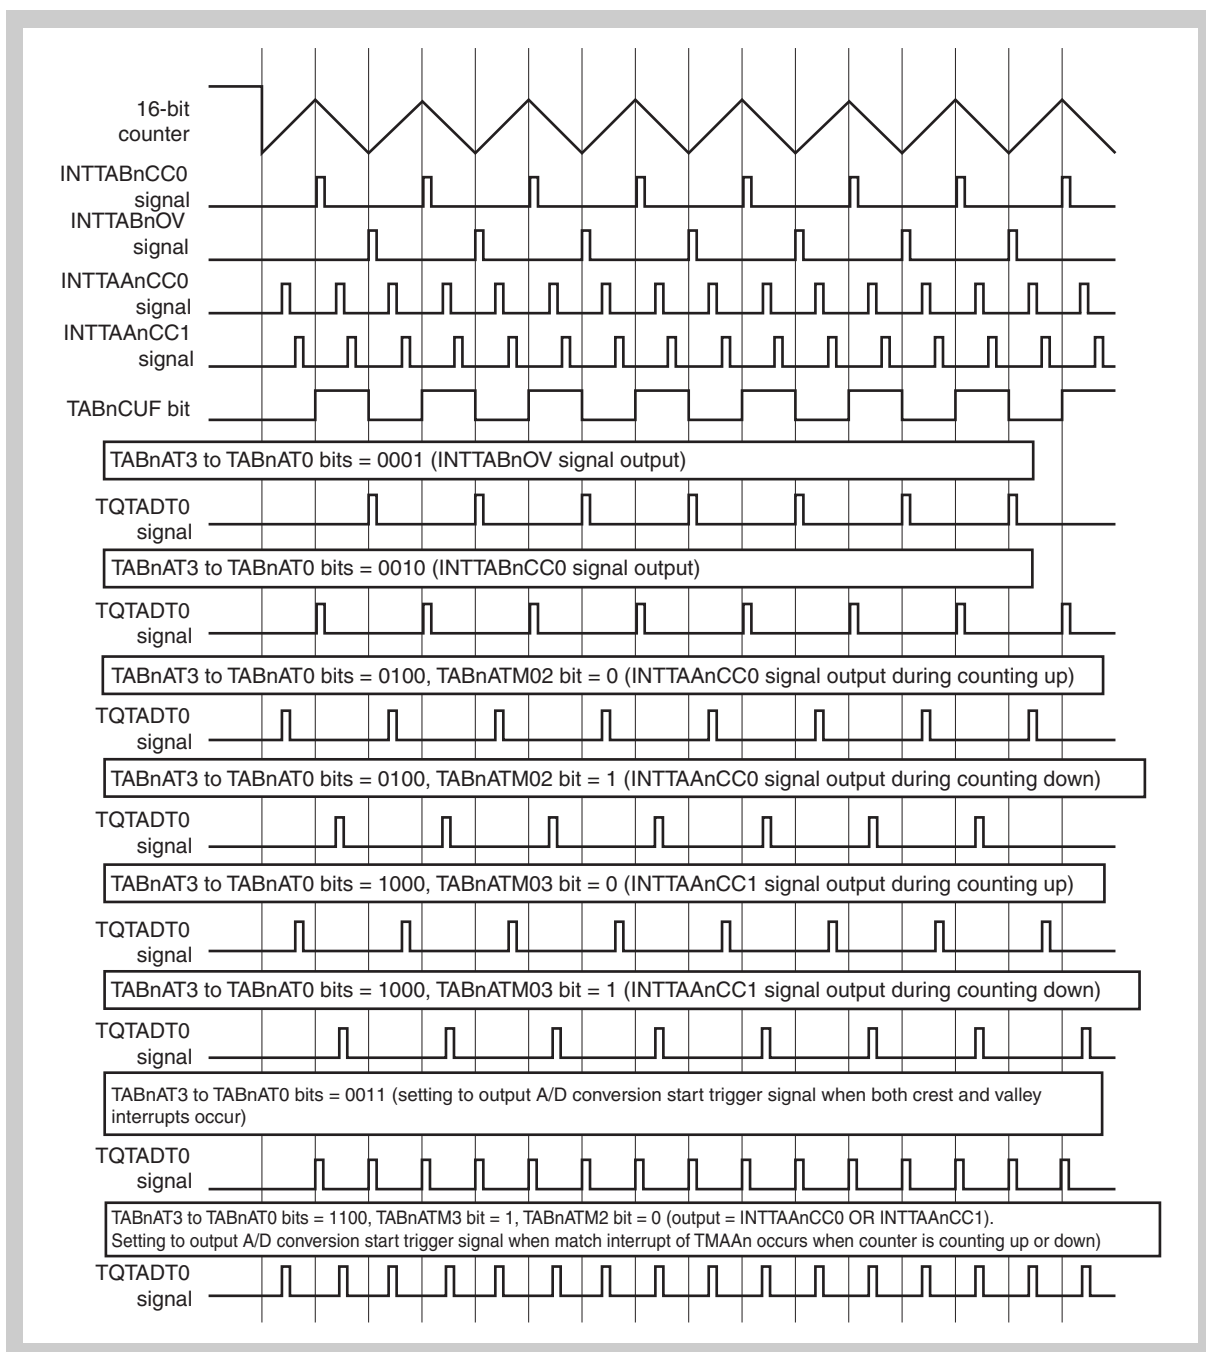 16-bit
counter
INTTABnCC0
signal
INTTABnOV
signal
INTTAAnCC0
signal
INTTAAnCC1
signal
TABnCUF bit
TABnAT3 to TABnAT0 bits = 0001 (INTTABnOV signal output)
TQTADT0
signal
TABnAT3 to TABnAT0 bits = 0010 (INTTABnCC0 signal output)
TQTADT0
signal
TABnAT3 to TABnAT0 bits = 0100, TABnATM02 bit = 0 (INTTAAnCC0 signal output during counting up)
TQTADT0
signal
TABnAT3 to TABnAT0 bits = 0100, TABnATM02 bit = 1 (INTTAAnCC0 signal output during counting down)
TQTADT0
signal
TABnAT3 to TABnAT0 bits = 1000, TABnATM03 bit = 0 (INTTAAnCC1 signal output during counting up)
TQTADT0
signal
TABnAT3 to TABnAT0 bits = 1000, TABnATM03 bit = 1 (INTTAAnCC1 signal output during counting down)
TQTADT0
signal
TABnAT3 to TABnAT0 bits = 0011 (setting to output A/D conversion start trigger signal when both crest and valley
interrupts occur)
TQTADT0
signal
TABnAT3 to TABnAT0 bits = 1100, TABnATM3 bit = 1, TABnATM2 bit = 0 (output = INTTAAnCC0 OR INTTAAnCC1).
Setting to output A/D conversion start trigger signal when match interrupt of TMAAn occurs when counter is counting up or down)
TQTADT0
signal